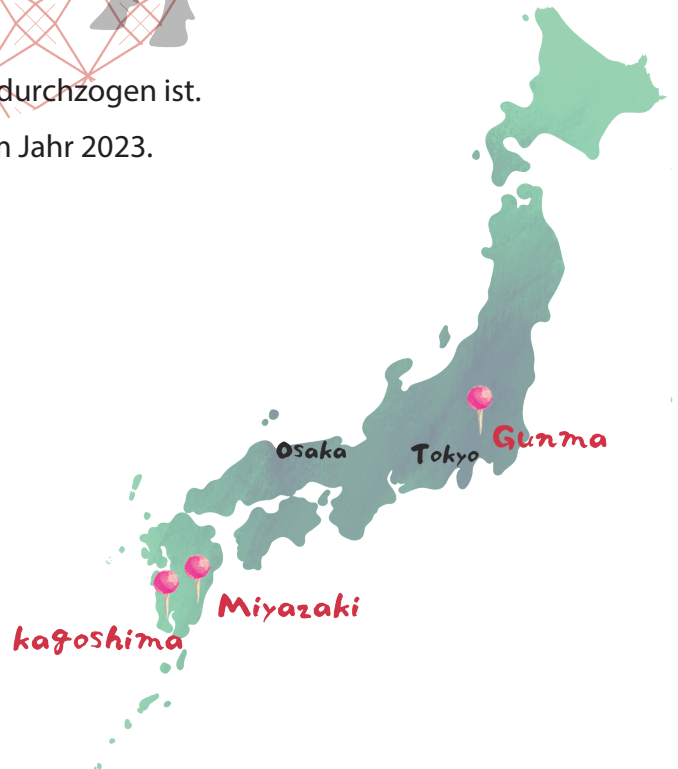 durchzogen ist.
n Jahr 2023.
Osaka
Tokyo
Gunma
Miyazaki
kagoshima